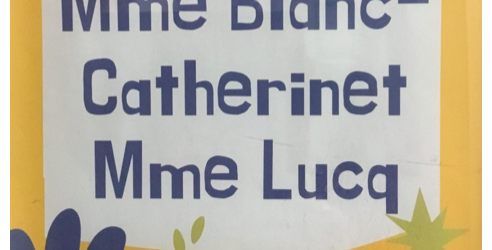 Mme Blanc-
Catherinet
Mme Lucq